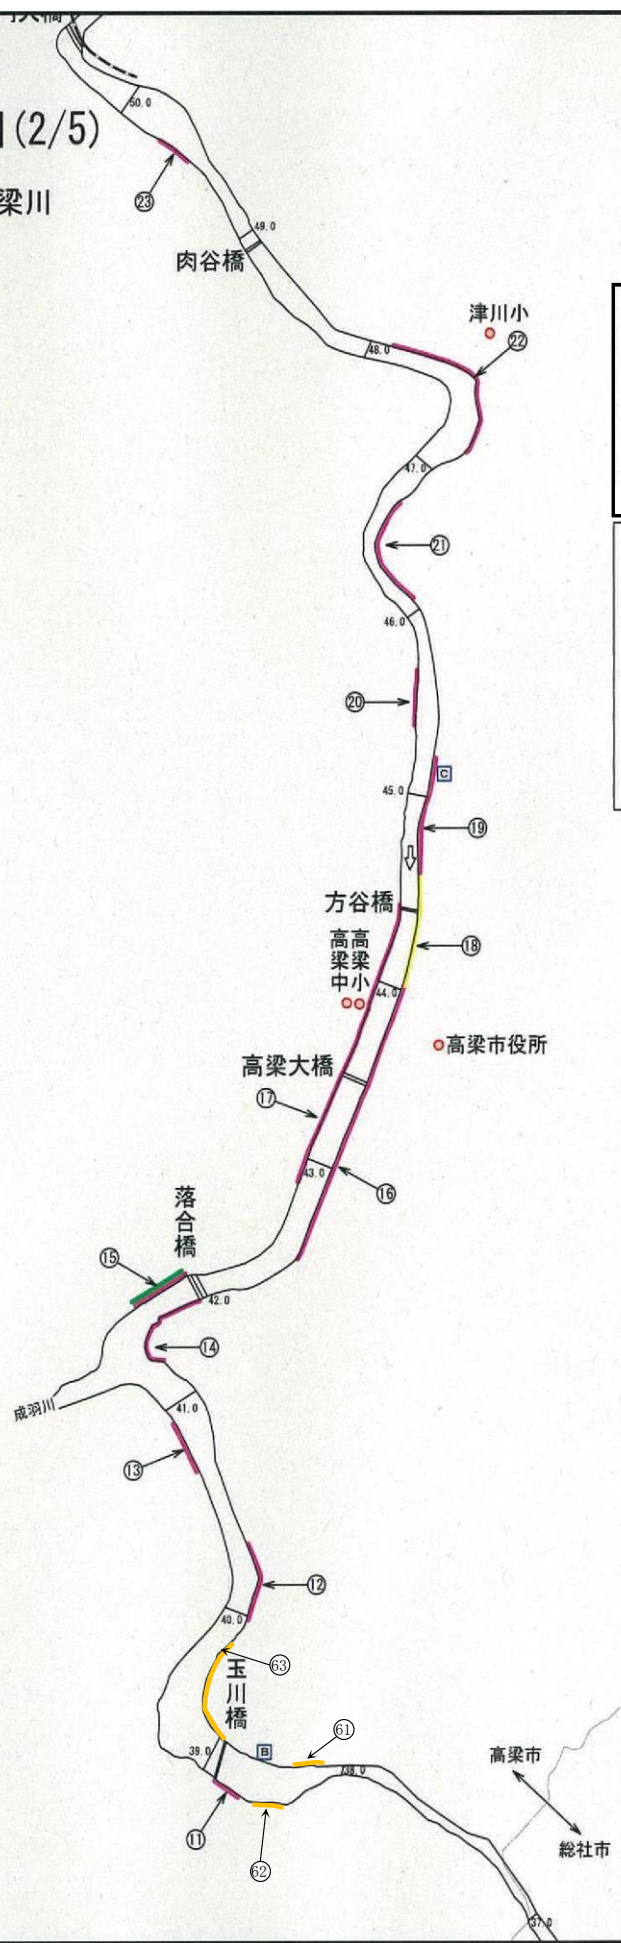 (2/5)
梁川
50.0
㉓
49.0
肉谷橋
津川小
48.0
㉒
47.0
㉑
46.0
⑳
C
45.0
⑲
方谷橋
高梁中
高梁小
⑱
44.0
高梁市役所
高梁大橋
⑰
43.0
⑯
落合橋
⑮
42.0
⑭
成羽川
41.0
⑬
⑫
40.0
63
玉川橋
61
39.0
B
38.0
高梁市
⑪
62
総社市
37.0